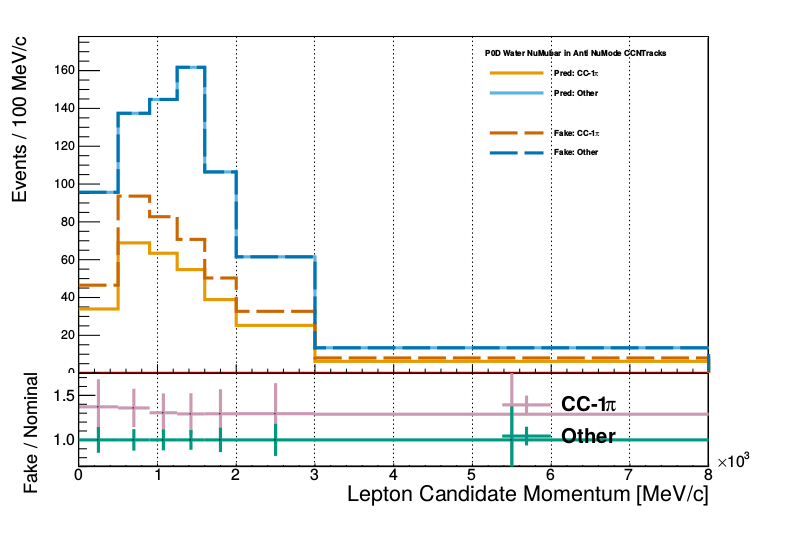 P0D Water NuMubar in Anti NuMode CCNTracks
Pred: CC-1π
Pred: Other
Fake: CC-1π
Fake: Other
Events / 100 MeV/c
160
140
120
100
80
60
40
20
0
Fake / Nominal
1.5
1.0
CC-1π
Other
0 1 2 3 4 5 6 7 8
×10³
Lepton Candidate Momentum [MeV/c]